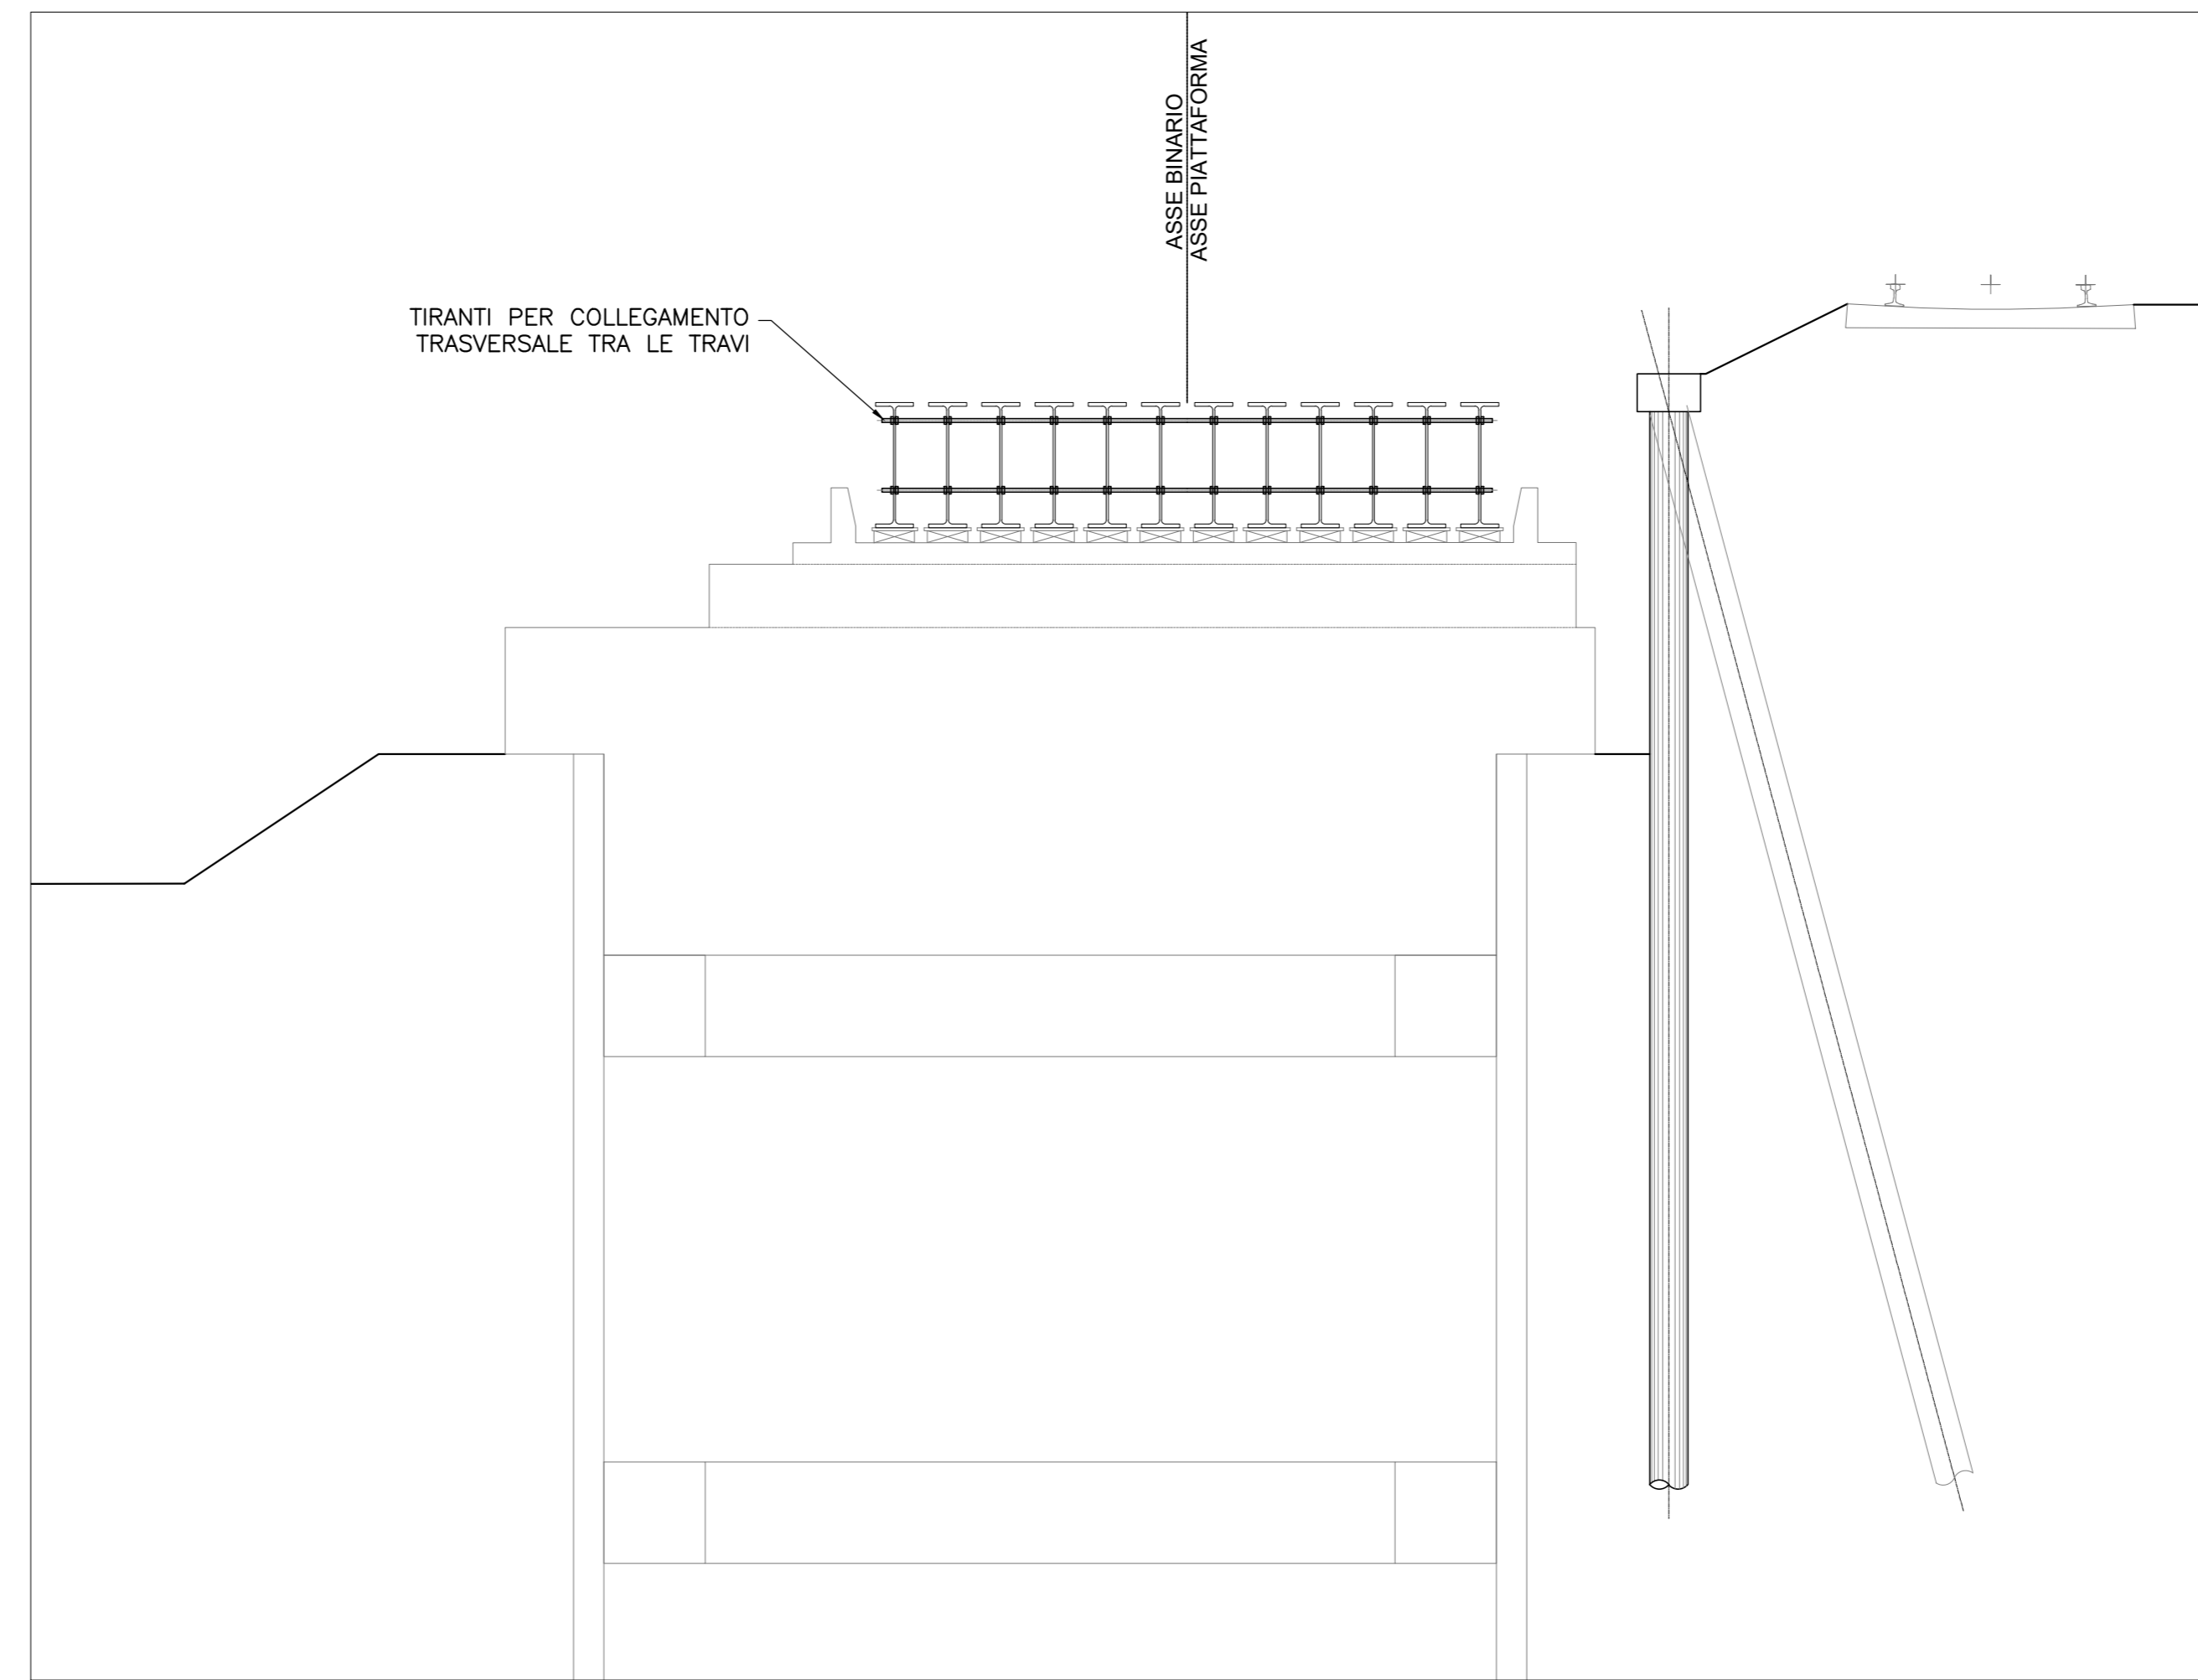 ASSE BINARIO
ASSE PIATTAFORMA
TIRANTI PER COLLEGAMENTO
TRASVERSALE TRA LE TRAVI